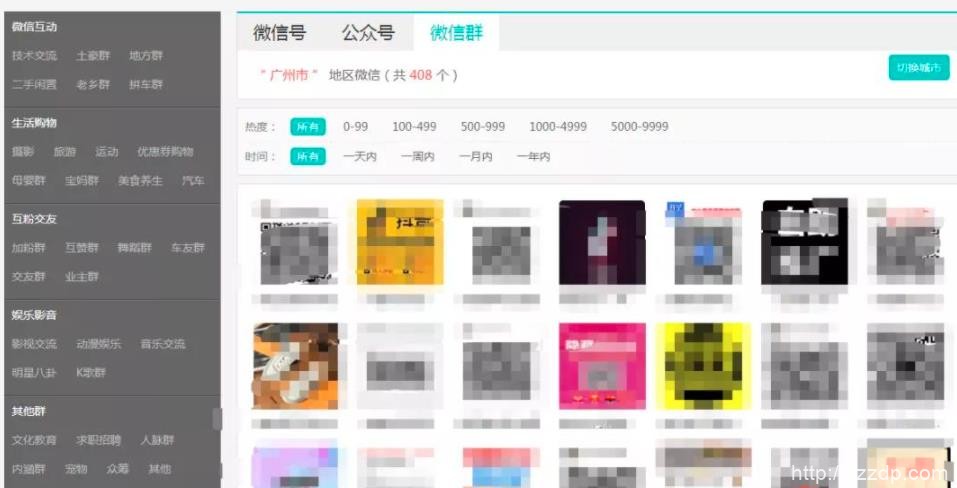 微信互动
技术交流 土豪群 地方群
二手闲置 老乡群 拼车群
生活购物
摄影 旅游 运动 优惠券购物
母婴群 宝妈群 美食养生 汽车
互粉交友
加粉群 互赞群 舞蹈群 车友群
交友群 业主群
娱乐影音
影视交流 动漫娱乐 音乐交流
明星八卦 K歌群
其他群
文化教育 求职招聘 人脉群
内涵群 宠物 众筹 其他
微信号 公众号 微信群
" 广州市 " 地区微信 ( 共 408 个 )
切换城市
热度： 所有 0-99 100-499 500-999 1000-4999 5000-9999
时间： 所有 一天内 一周内 一月内 一年内